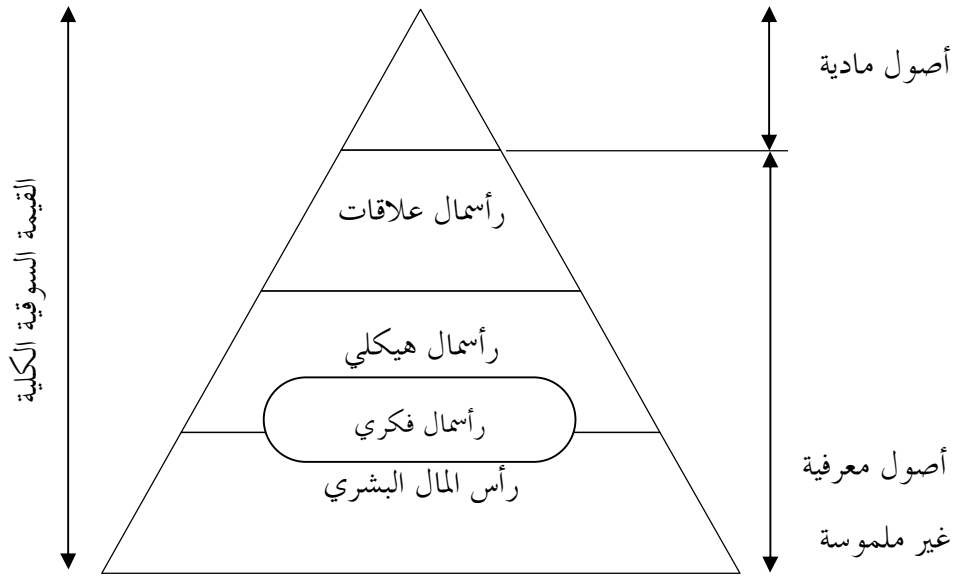 أصول مادية
رأسمال علاقات
القيمة السوقية الكلية
رأسمال هيكلي
رأسمال فكري
رأس المال البشري
أصول معرفية
غير ملموسة